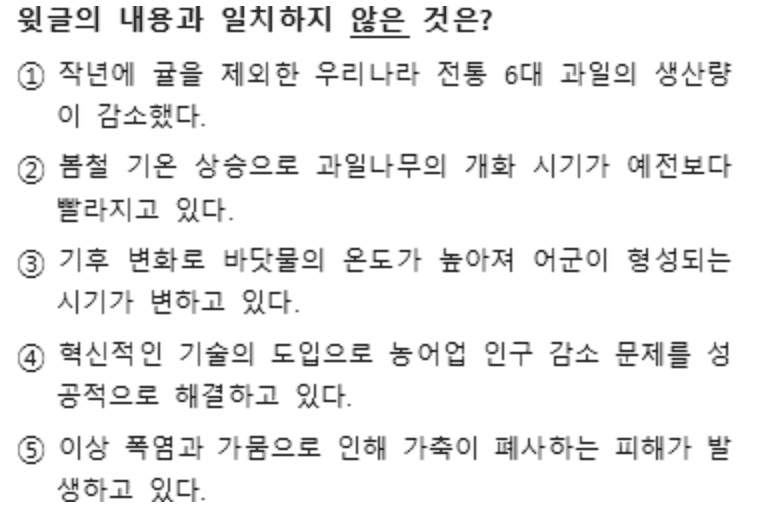 윗글의 내용과 일치하지 않은 것은?
① 작년에 귤을 제외한 우리나라 전통 6대 과일의 생산량
이 감소했다.
② 봄철 기온 상승으로 과일나무의 개화 시기가 예전보다
빨라지고 있다.
③ 기후 변화로 바닷물의 온도가 높아져 어군이 형성되는
시기가 변하고 있다.
④ 혁신적인 기술의 도입으로 농어업 인구 감소 문제를 성
공적으로 해결하고 있다.
⑤ 이상 폭염과 가뭄으로 인해 가축이 폐사하는 피해가 발
생하고 있다.